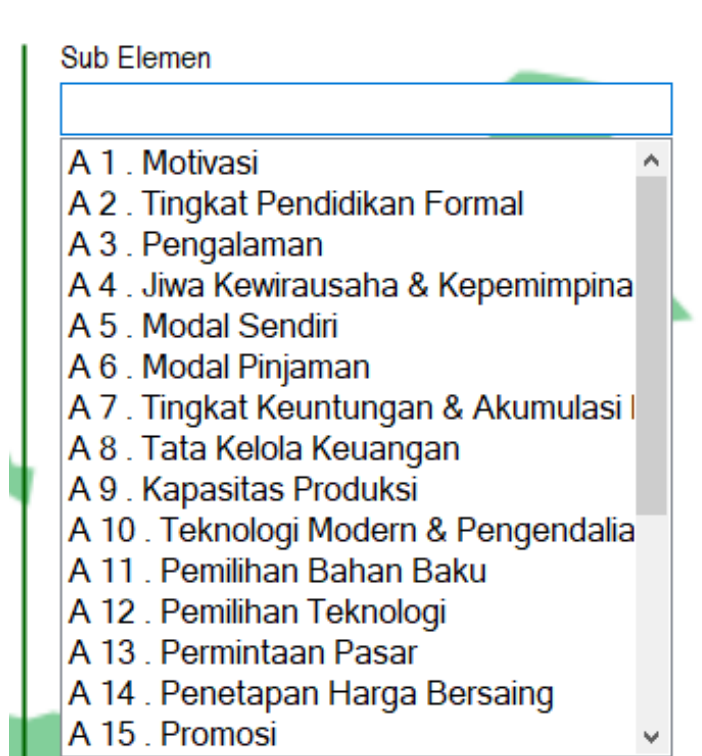 Sub Elemen
A 1 . Motivasi
A 2 . Tingkat Pendidikan Formal
A 3 . Pengalaman
A 4 . Jiwa Kewirausaha & Kepemimpina
A 5 . Modal Sendiri
A 6 . Modal Pinjaman
A 7 . Tingkat Keuntungan & Akumulasi
A 8 . Tata Kelola Keuangan
A 9 . Kapasitas Produksi
A 10 . Teknologi Modern & Pengendalia
A 11 . Pemilihan Bahan Baku
A 12 . Pemilihan Teknologi
A 13 . Permintaan Pasar
A 14 . Penetapan Harga Bersaing
A 15 . Promosi